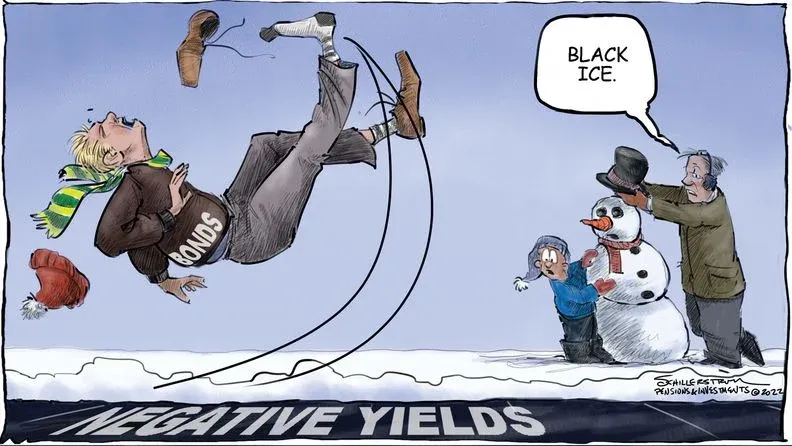 BLACK
ICE.
BONDS
SCHILLERSTROM
PENSIONS & INVESTMENTS © 2022
NEGATIVE YIELDS